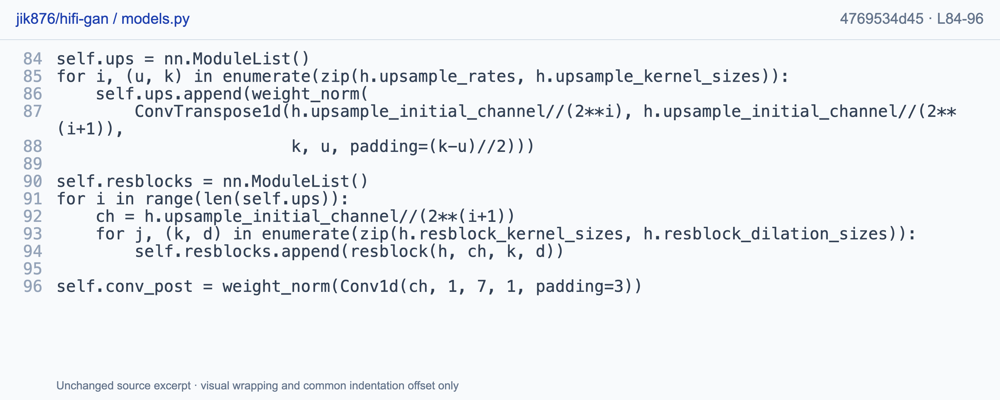 jik876/hifi-gan / models.py
4769534d45 · L84-96
84 self.ups = nn.ModuleList()
85 for i, (u, k) in enumerate(zip(h.upsample_rates, h.upsample_kernel_sizes)):
86     self.ups.append(weight_norm(
87         ConvTranspose1d(h.upsample_initial_channel//(2**i), h.upsample_initial_channel//(2**
(i+1)),
88                         k, u, padding=(k-u)//2)))
89
90 self.resblocks = nn.ModuleList()
91 for i in range(len(self.ups)):
92     ch = h.upsample_initial_channel//(2**(i+1))
93     for j, (k, d) in enumerate(zip(h.resblock_kernel_sizes, h.resblock_dilation_sizes)):
94         self.resblocks.append(resblock(h, ch, k, d))
95
96 self.conv_post = weight_norm(Conv1d(ch, 1, 7, 1, padding=3))
Unchanged source excerpt · visual wrapping and common indentation offset only